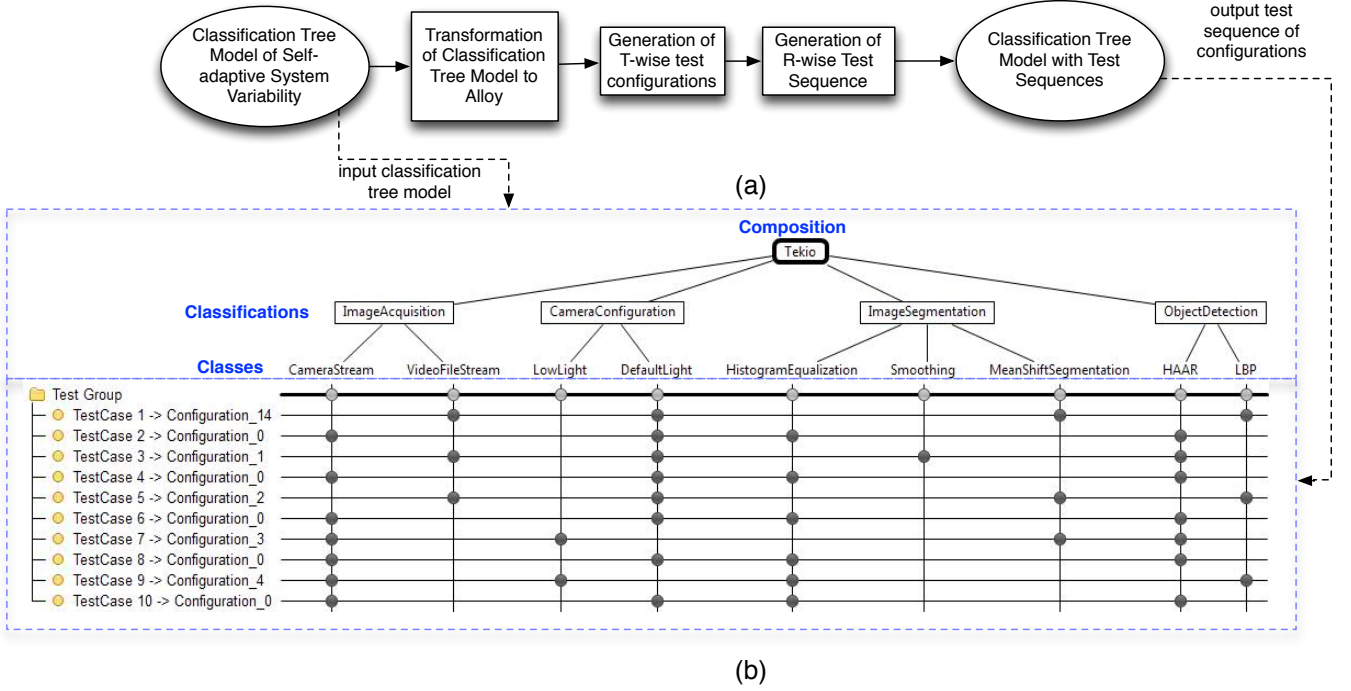 Classification Tree
Model of Self-
adaptive System
Variability
Transformation
of Classification
Tree Model to
Alloy
Generation of
T-wise test
configurations
Generation of
R-wise Test
Sequence
Classification Tree
Model with Test
Sequences
output test
sequence of
configurations
input classification
tree model
(a)
Composition
Tekio
Classifications
ImageAcquisition
CameraConfiguration
ImageSegmentation
ObjectDetection
Classes
CameraStream
VideoFileStream
LowLight
DefaultLight
HistogramEqualization
Smoothing
MeanShiftSegmentation
HAAR
LBP
Test Group
TestCase 1 -> Configuration_14
TestCase 2 -> Configuration_0
TestCase 3 -> Configuration_1
TestCase 4 -> Configuration_0
TestCase 5 -> Configuration_2
TestCase 6 -> Configuration_0
TestCase 7 -> Configuration_3
TestCase 8 -> Configuration_0
TestCase 9 -> Configuration_4
TestCase 10 -> Configuration_0
(b)